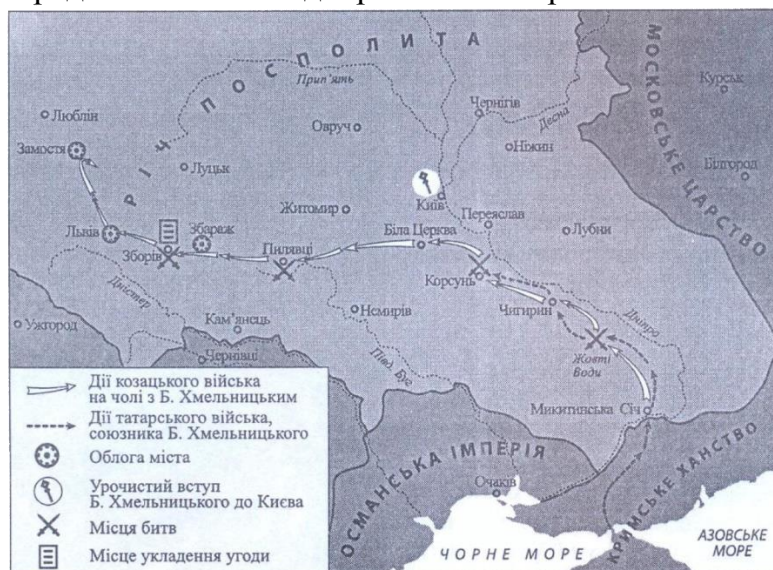 РІЧ ПОСПОЛИТА
МОСКОВСЬКЕ ЦАРСТВО
Прип'ять
Курськ
Люблін
Чернігів
Десна
Овруч
Замостя
Ніжин
Луцьк
Білгород
Київ
Житомир
Переяслав
Збараж
Лубни
Львів
Біла Церква
Зборів
Пилявці
Корсунь
Дністер
Чигирин
Немирів
Дніпро
Ужгород
Кам'янець
Чернівці
Півд. Буг
Жовті
Води
Микитинська Січ
ОСМАНСЬКА ІМПЕРІЯ
КРИМСЬКЕ ХАНСТВО
Очаків
ЧОРНЕ МОРЕ
АЗОВСЬКЕ
МОРЕ
Дії козацького війська
на чолі з Б. Хмельницьким
Дії татарського війська,
союзника Б. Хмельницького
Облога міста
Урочистий вступ
Б. Хмельницького до Києва
Місця битв
Місце укладення угоди